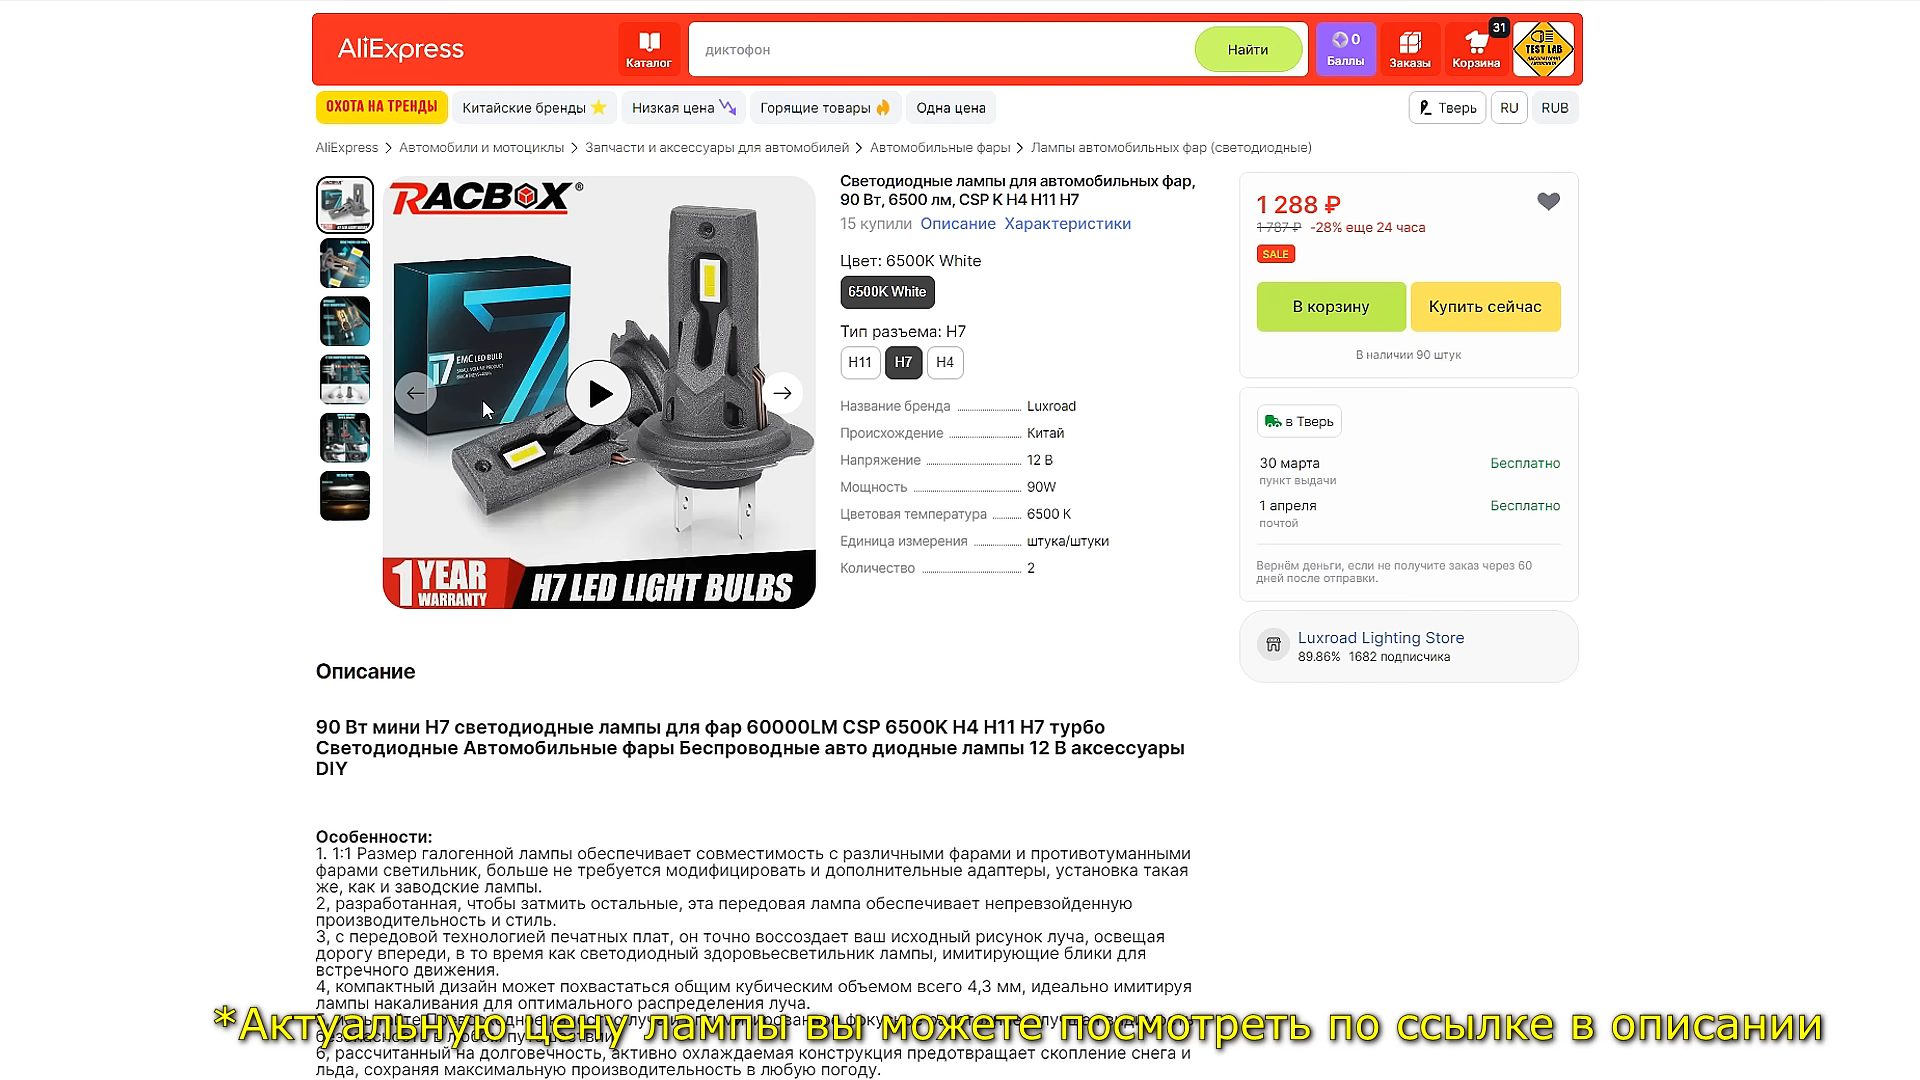 AliExpress
Каталог
диктофон
Найти
0
Баллы
Заказы
31
Корзина
TEST LAB
ОХОТА НА ТРЕНДЫ
Китайские бренды
Низкая цена
Горящие товары
Одна цена
Тверь
RU
RUB
AliExpress > Автомобили и мотоциклы > Запчасти и аксессуары для автомобилей > Автомобильные фары > Лампы автомобильных фар (светодиодные)
RACBOX®
EMC LED BULB
1 YEAR WARRANTY
H7 LED LIGHT BULBS
Светодиодные лампы для автомобильных фар,
90 Вт, 6500 лм, CSP K H4 H11 H7
15 купили Описание Характеристики
Цвет: 6500K White
6500K White
Тип разъема: H7
H11
H7
H4
Название бренда Luxroad
Происхождение Китай
Напряжение 12 В
Мощность 90W
Цветовая температура 6500 К
Единица измерения штука/штуки
Количество 2
1 288 ₽
1 787 ₽ -28% еще 24 часа
SALE
В корзину
Купить сейчас
В наличии 90 штук
в Тверь
30 марта Бесплатно
пункт выдачи
1 апреля Бесплатно
почтой
Вернём деньги, если не получите заказ через 60
дней после отправки.
Luxroad Lighting Store
89.86% 1682 подписчика
Описание
90 Вт мини H7 светодиодные лампы для фар 60000LM CSP 6500K H4 H11 H7 турбо
Светодиодные Автомобильные фары Беспроводные авто диодные лампы 12 В аксессуары
DIY
Особенности:
1. 1:1 Размер галогенной лампы обеспечивает совместимость с различными фарами и противотуманными
фарами светильник, больше не требуется модифицировать и дополнительные адаптеры, установка такая
же, как и заводские лампы.
2, разработанная, чтобы затмить остальные, эта передовая лампа обеспечивает непревзойденную
производительность и стиль.
3, с передовой технологией печатных плат, он точно воссоздает ваш исходный рисунок луча, освещая
дорогу впереди, в то время как светодиодный здоровьесветильник лампы, имитирующие блики для
встречного движения.
4, компактный дизайн может похвастаться общим кубическим объемом всего 4,3 мм, идеально имитируя
лампы накаливания для оптимального распределения луча.
*Актуальную цену лампы вы можете посмотреть по ссылке в описании
6, рассчитанный на долговечность, активно охлаждаемая конструкция предотвращает скопление снега и
льда, сохраняя максимальную производительность в любую погоду.